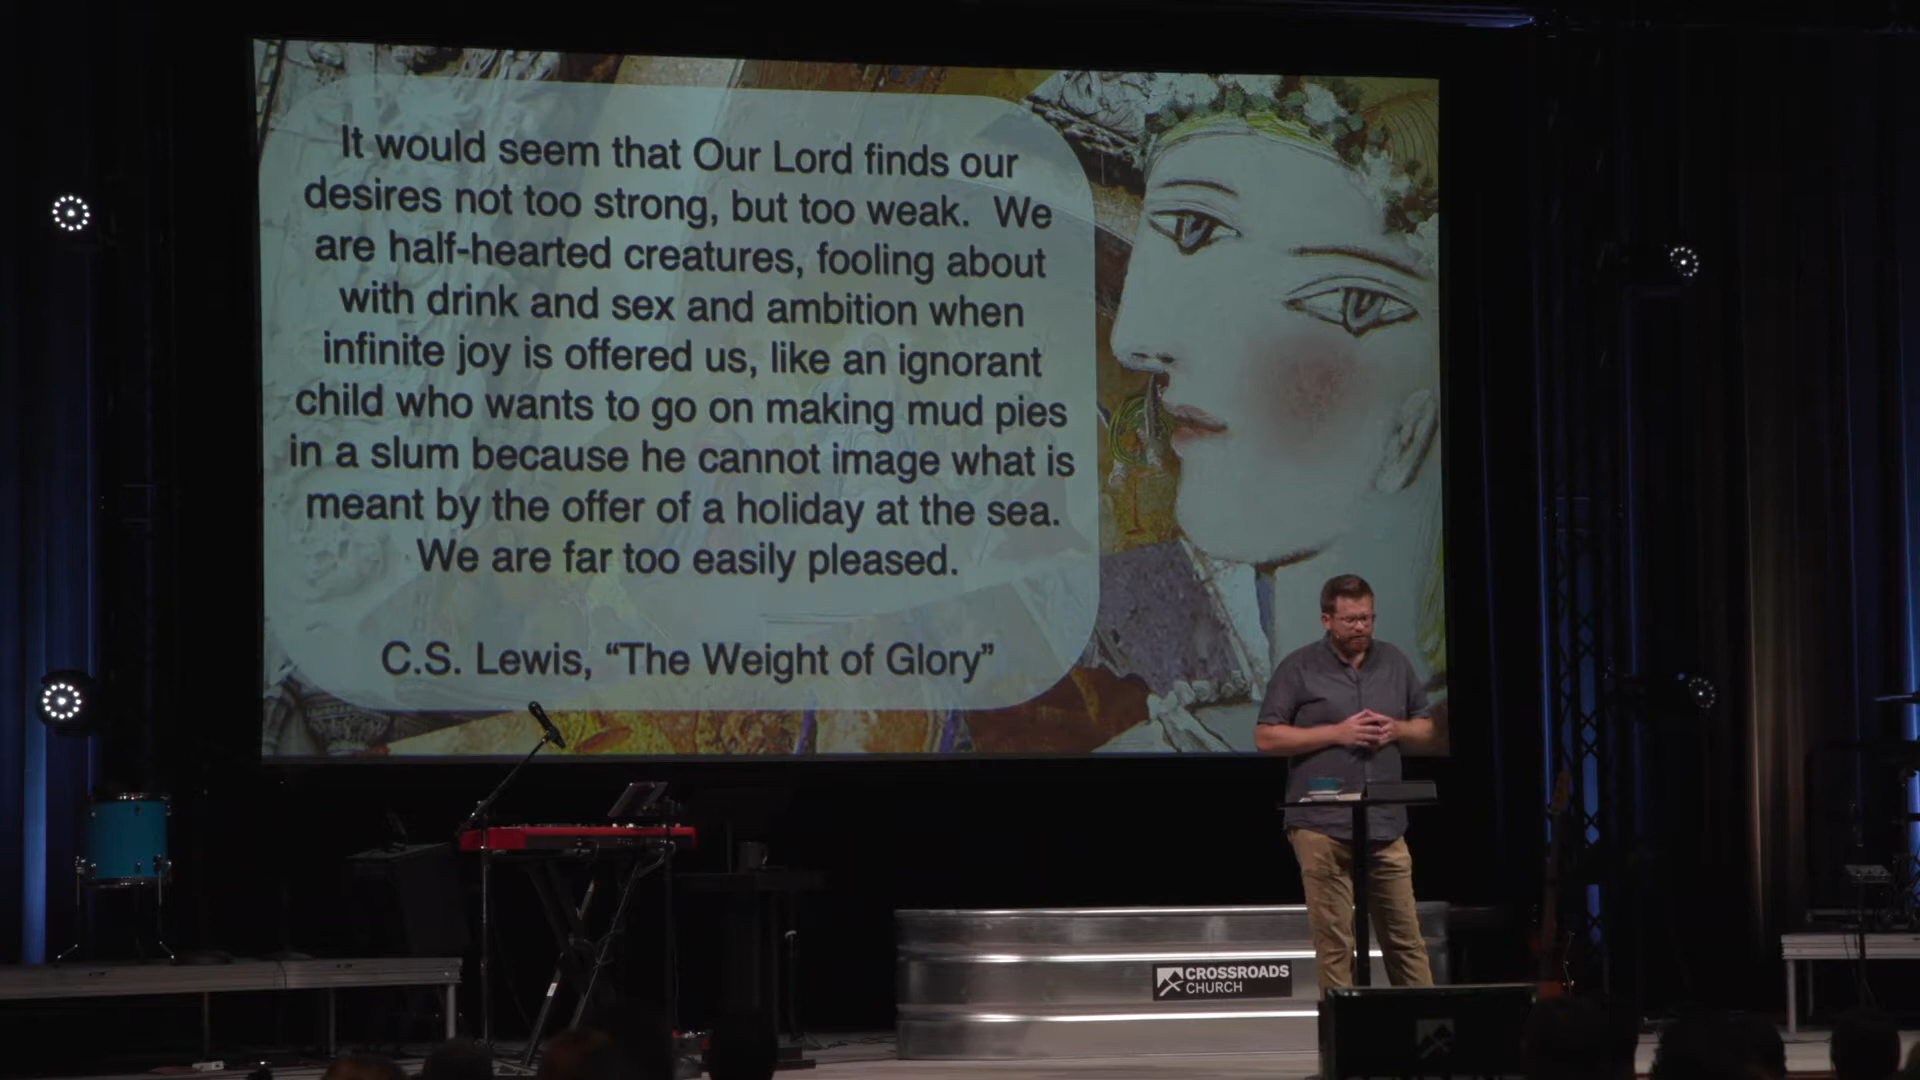 It would seem that Our Lord finds our
desires not too strong, but too weak.  We
are half-hearted creatures, fooling about
with drink and sex and ambition when
infinite joy is offered us, like an ignorant
child who wants to go on making mud pies
in a slum because he cannot image what is
meant by the offer of a holiday at the sea.
We are far too easily pleased.
C.S. Lewis, “The Weight of Glory”
CROSSROADS
CHURCH